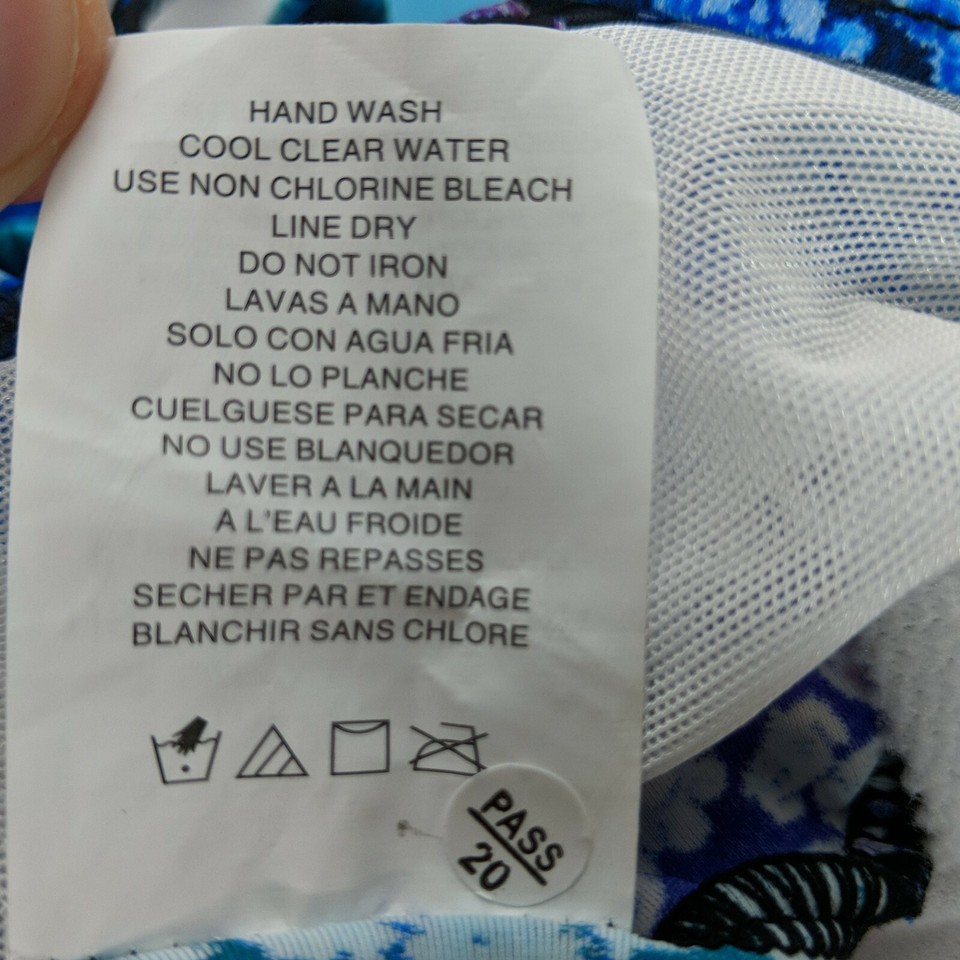 HAND WASH
COOL CLEAR WATER
USE NON CHLORINE BLEACH
LINE DRY
DO NOT IRON
LAVAS A MANO
SOLO CON AGUA FRIA
NO LO PLANCHE
CUELGUESE PARA SECAR
NO USE BLANQUEDOR
LAVER A LA MAIN
A L'EAU FROIDE
NE PAS REPASSES
SECHER PAR ET ENDAGE
BLANCHIR SANS CHLORE
PASS
20